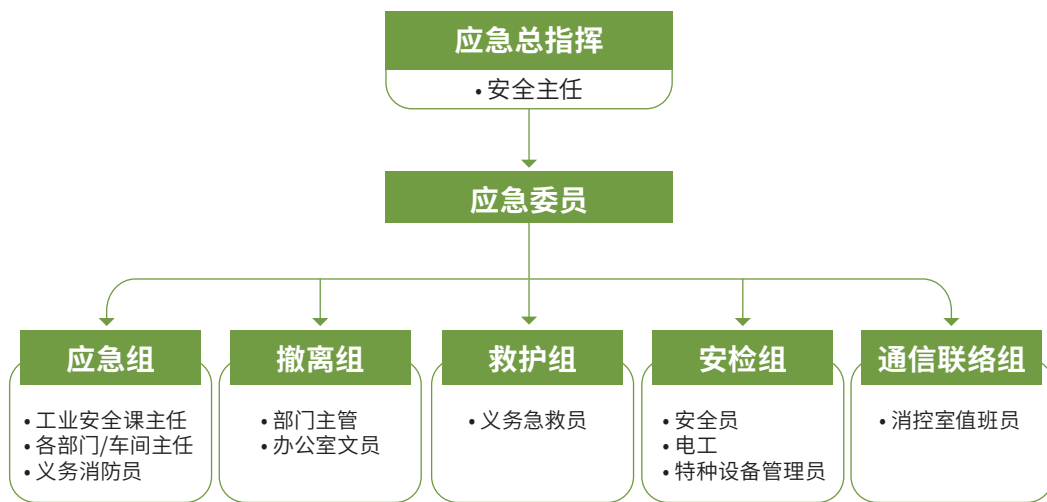 应急总指挥
• 安全主任
应急委员
应急组
• 工业安全课主任
• 各部门/车间主任
• 义务消防员
撤离组
• 部门主管
• 办公室文员
救护组
• 义务急救员
安检组
• 安全员
• 电工
• 特种设备管理员
通信联络组
• 消控室值班员